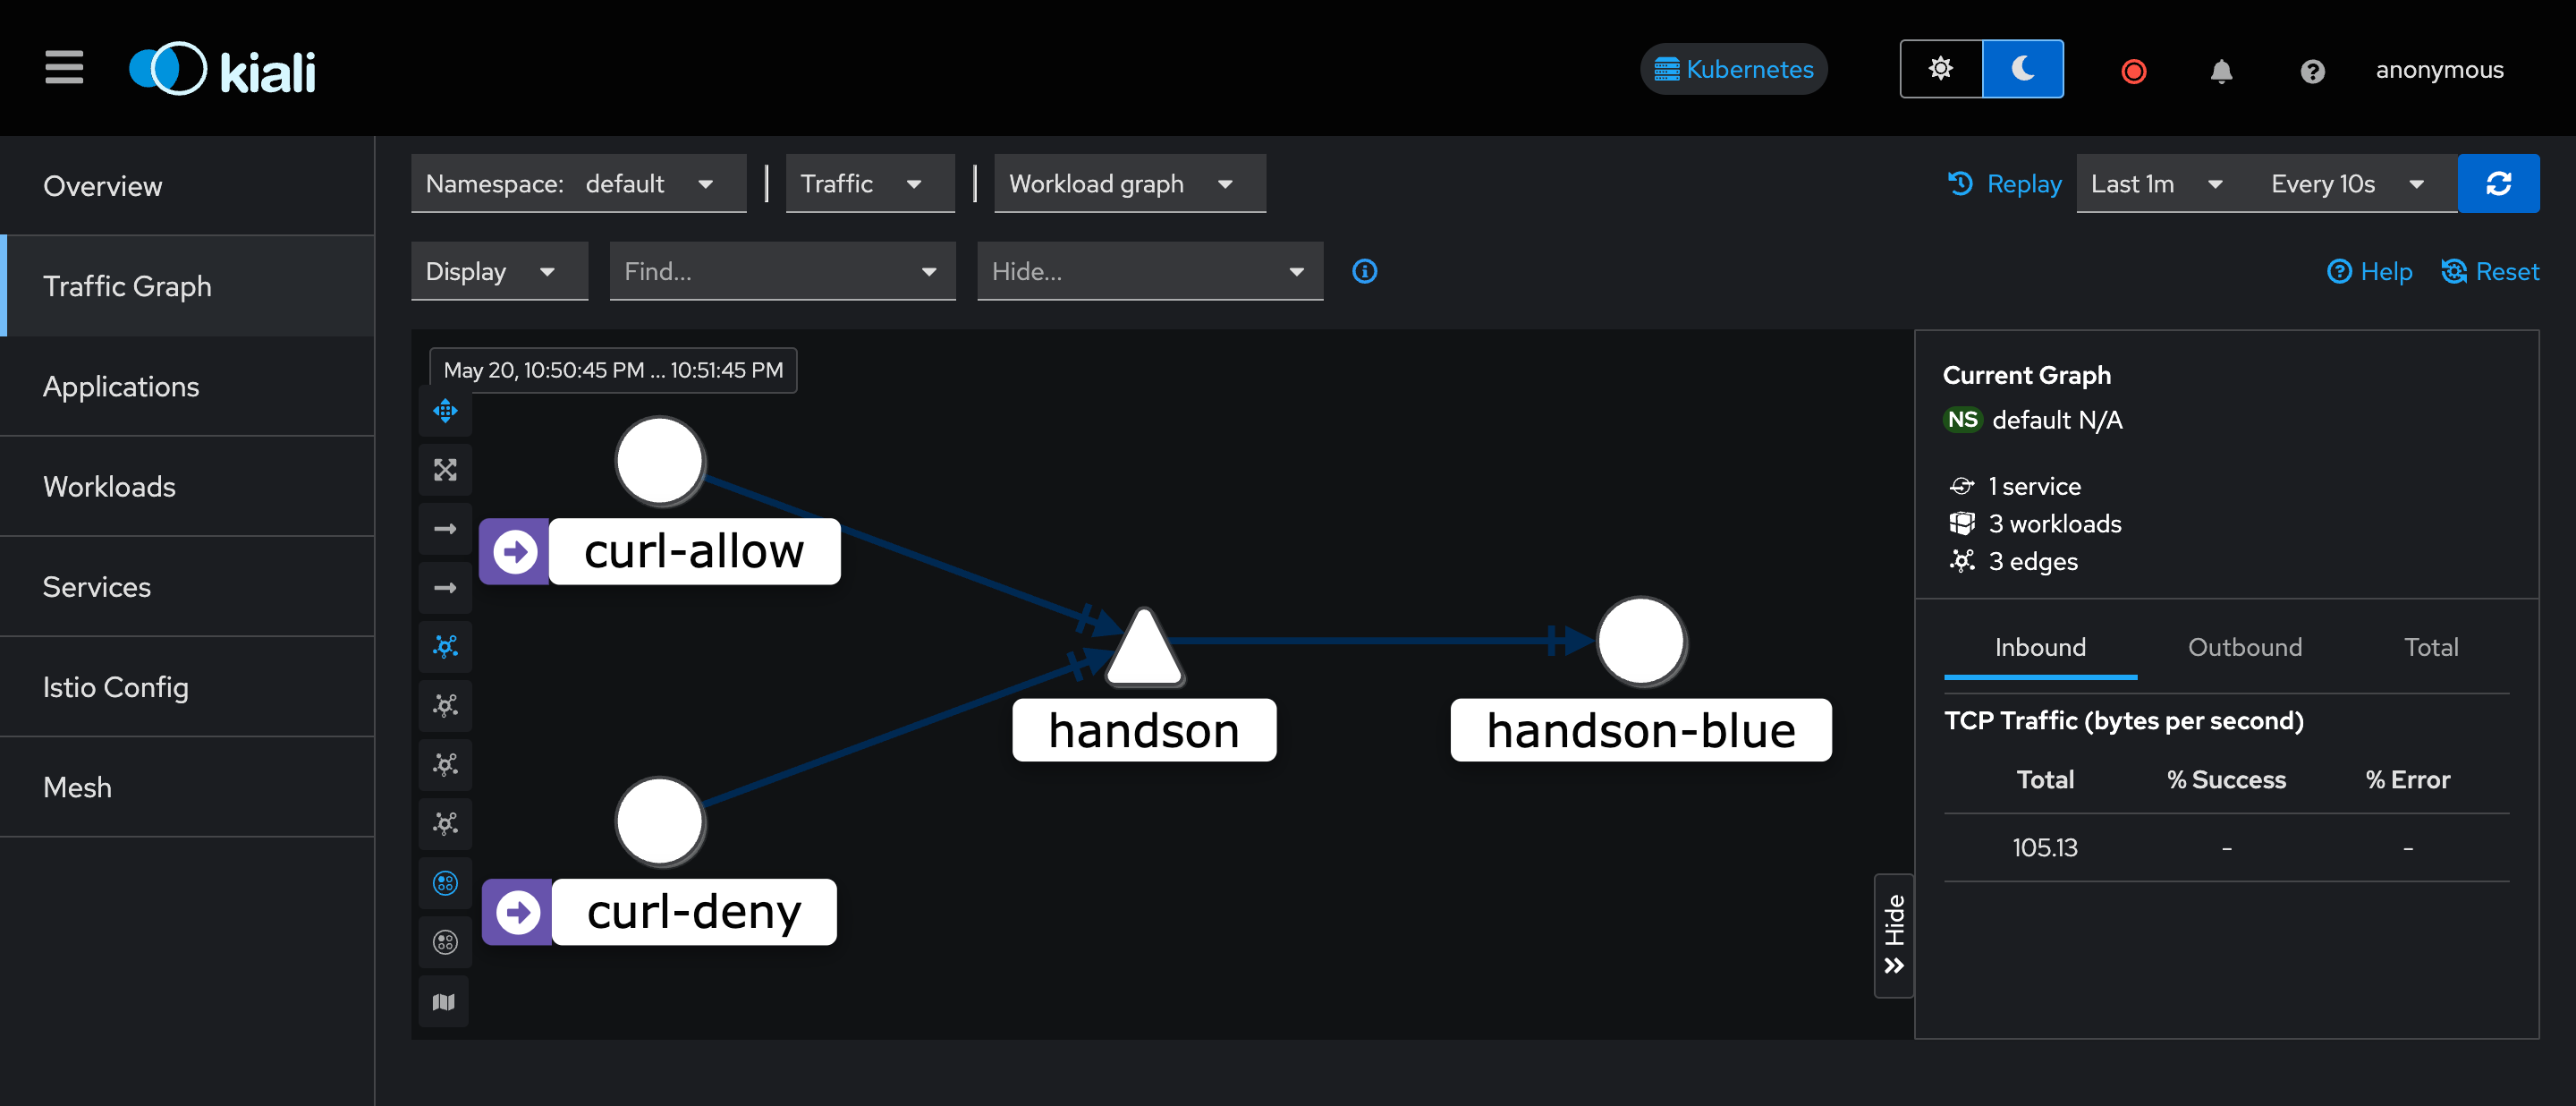 kiali
Kubernetes
anonymous
Overview
Traffic Graph
Applications
Workloads
Services
Istio Config
Mesh
Namespace: default
Traffic
Workload graph
Replay
Last 1m
Every 10s
Display
Find...
Hide...
Help
Reset
May 20, 10:50:45 PM ... 10:51:45 PM
curl-allow
handson
handson-blue
curl-deny
Hide
Current Graph
NS default N/A
1 service
3 workloads
3 edges
Inbound Outbound Total
TCP Traffic (bytes per second)
Total % Success % Error
105.13 - -